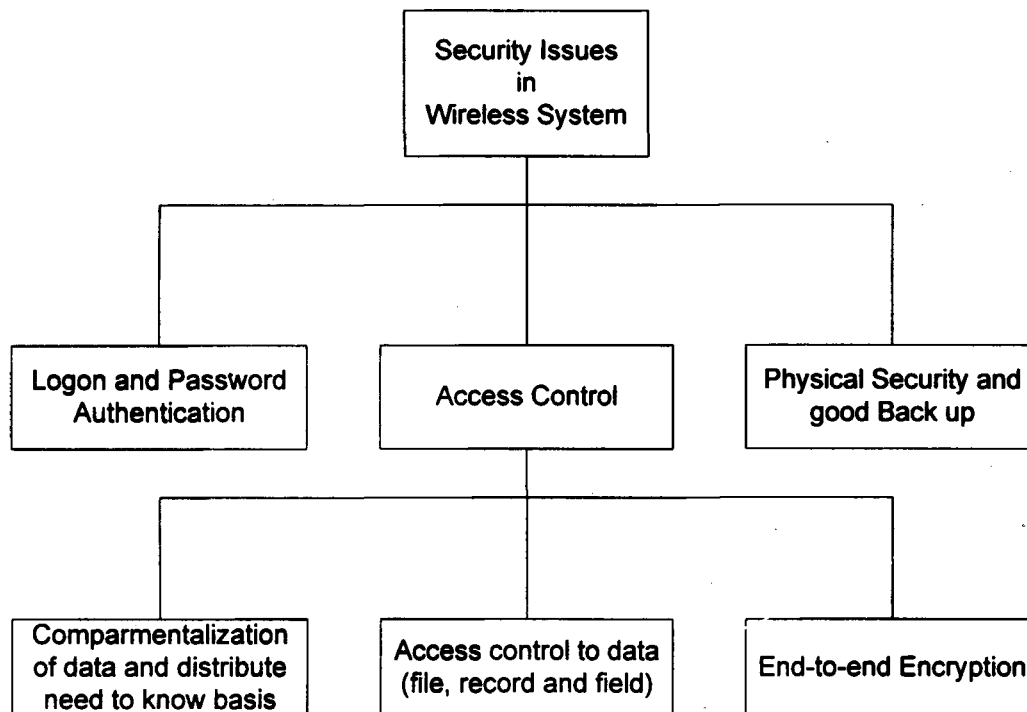 Security Issues
in
Wireless System
Logon and Password
Authentication
Access Control
Physical Security and
good Back up
Comparmentalization
of data and distribute
need to know basis
Access control to data
(file, record and field)
End-to-end Encryption